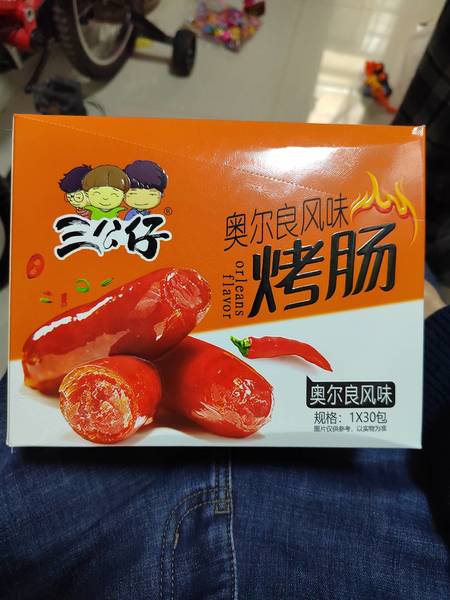 三公仔®
奥尔良风味
orleans
flavor
烤肠
奥尔良风味
规格：1X30包
图片仅供参考，以实物为准